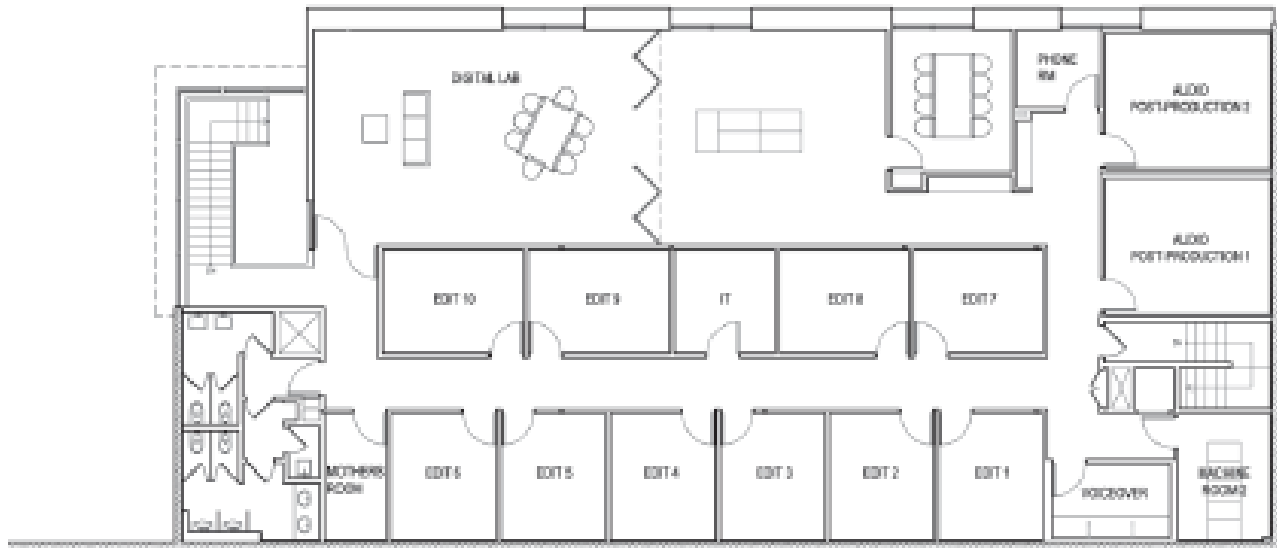 DIGITAL LAB
PHONE
RM
AUDIO
POST-PRODUCTION 2
AUDIO
POST-PRODUCTION 1
EDIT 10
EDIT 9
IT
EDIT 8
EDIT 7
MOTHERS
ROOM
EDIT 6
EDIT 5
EDIT 4
EDIT 3
EDIT 2
EDIT 1
VOICEOVER
MACHINE
ROOM 2